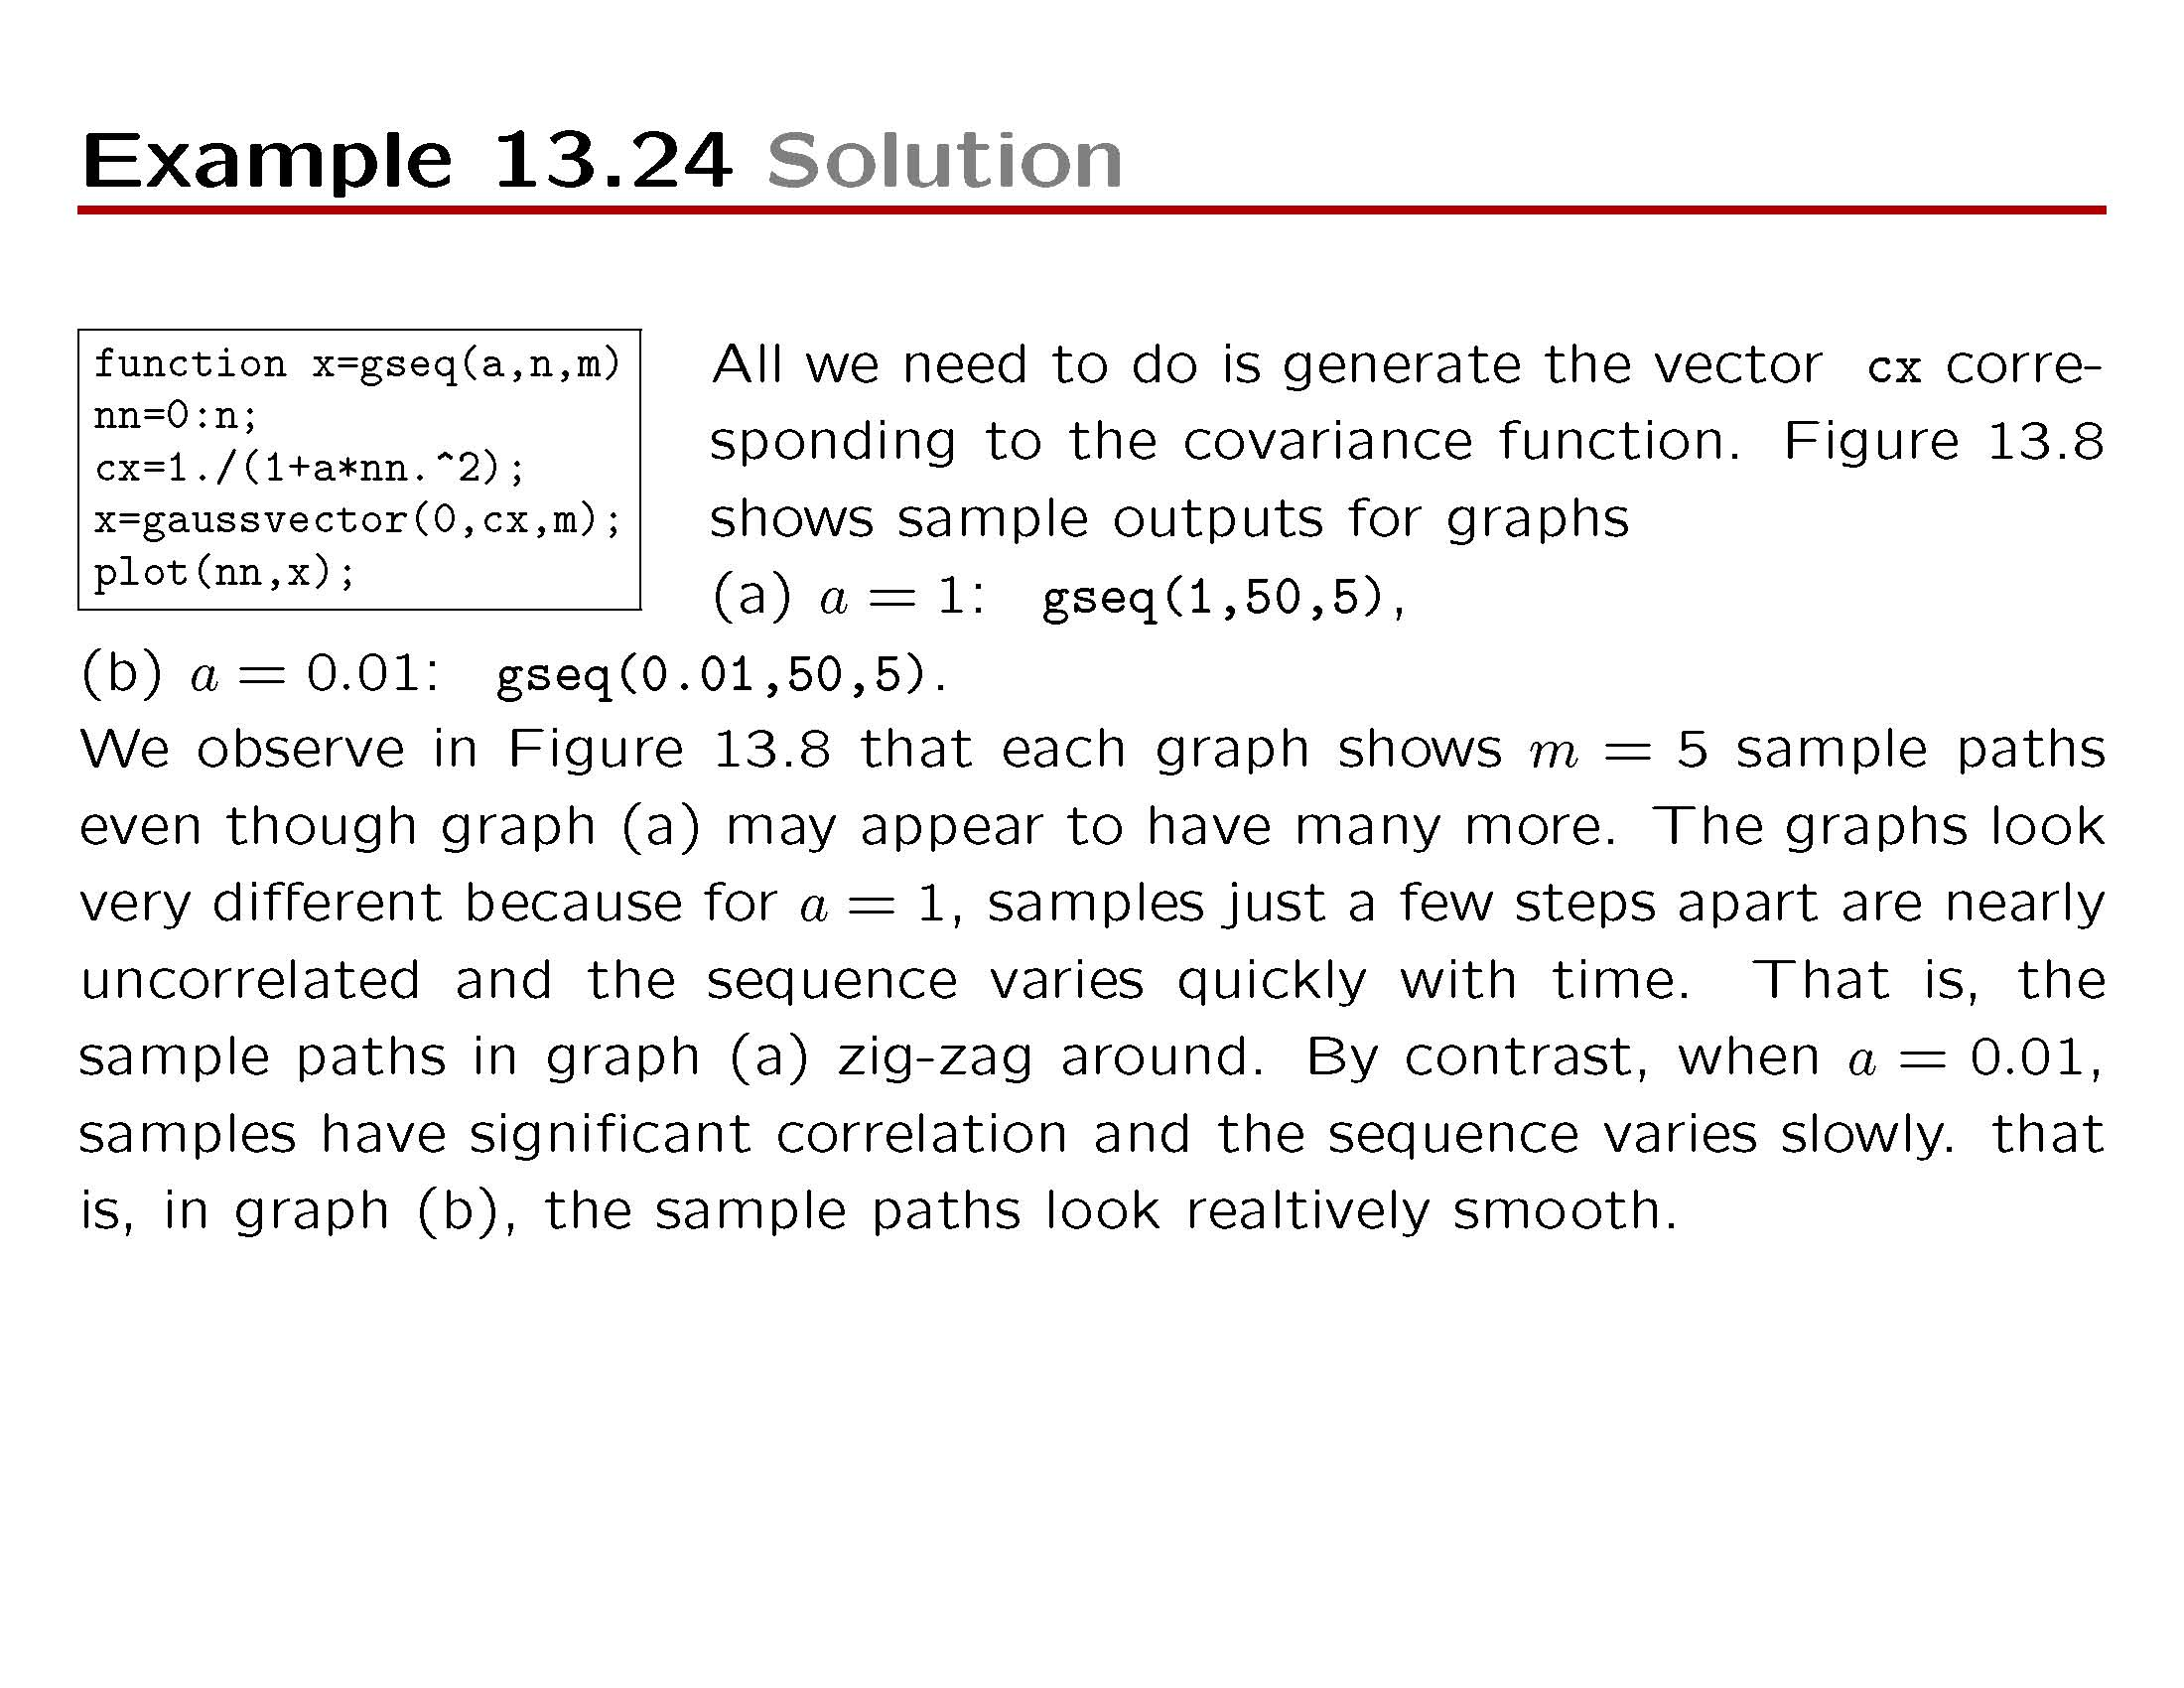 Example 13.24 Solution
function x=gseq(a,n,m)
nn=0:n;
cx=1./(1+a*nn.^2);
x=gaussvector(0,cx,m);
plot(nn,x);
All we need to do is generate the vector cx corre-
sponding to the covariance function. Figure 13.8
shows sample outputs for graphs
(a) a = 1: gseq(1,50,5),
(b) a = 0.01: gseq(0.01,50,5).
We observe in Figure 13.8 that each graph shows m = 5 sample paths
even though graph (a) may appear to have many more. The graphs look
very different because for a = 1, samples just a few steps apart are nearly
uncorrelated and the sequence varies quickly with time. That is, the
sample paths in graph (a) zig-zag around. By contrast, when a = 0.01,
samples have significant correlation and the sequence varies slowly. that
is, in graph (b), the sample paths look realtively smooth.